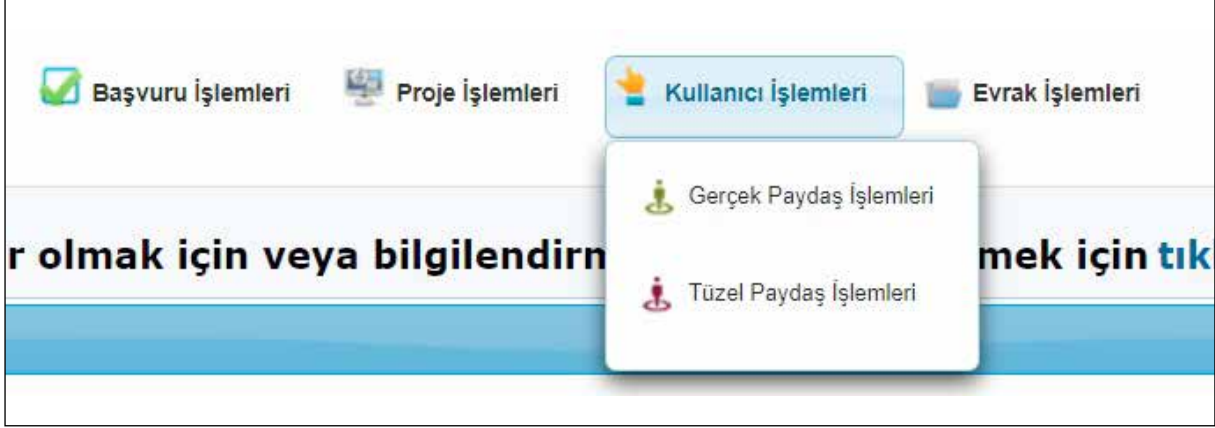 Başvuru İşlemleri
Proje İşlemleri
Kullanıcı İşlemleri
Evrak İşlemleri
Gerçek Paydaş İşlemleri
r olmak için veya bilgilendirn
mek için tık
Tüzel Paydaş İşlemleri